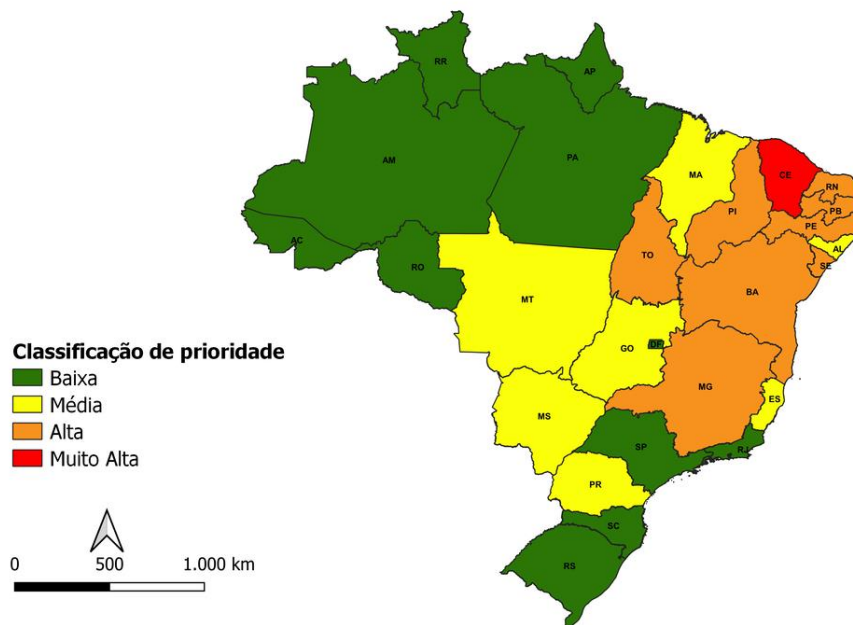 RR
AP
AM
PA
MA
CE
RN
PB
PI
PE
AL
AC
TO
SE
RO
BA
MT
GO
DF
MG
MS
ES
SP
RJ
PR
SC
RS
Classificação de prioridade
Baixa
Média
Alta
Muito Alta
0 500 1.000 km